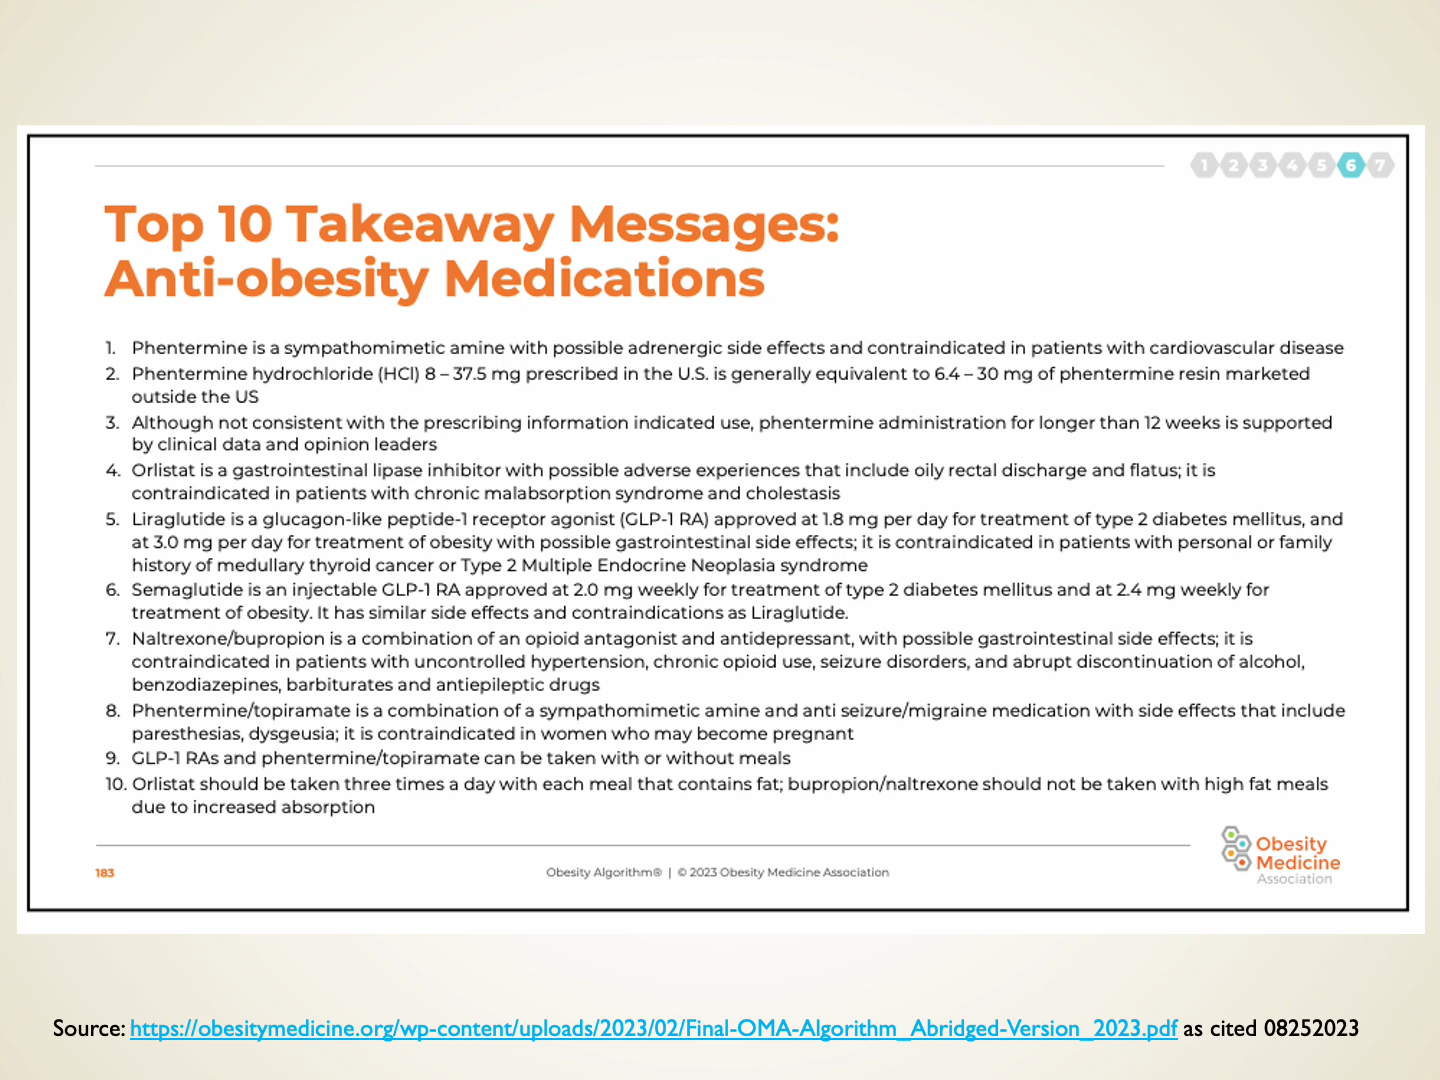 1 2 3 4 5 6 7
Top 10 Takeaway Messages:
Anti-obesity Medications
1. Phentermine is a sympathomimetic amine with possible adrenergic side effects and contraindicated in patients with cardiovascular disease
2. Phentermine hydrochloride (HCl) 8 – 37.5 mg prescribed in the U.S. is generally equivalent to 6.4 – 30 mg of phentermine resin marketed
outside the US
3. Although not consistent with the prescribing information indicated use, phentermine administration for longer than 12 weeks is supported
by clinical data and opinion leaders
4. Orlistat is a gastrointestinal lipase inhibitor with possible adverse experiences that include oily rectal discharge and flatus; it is
contraindicated in patients with chronic malabsorption syndrome and cholestasis
5. Liraglutide is a glucagon-like peptide-1 receptor agonist (GLP-1 RA) approved at 1.8 mg per day for treatment of type 2 diabetes mellitus, and
at 3.0 mg per day for treatment of obesity with possible gastrointestinal side effects; it is contraindicated in patients with personal or family
history of medullary thyroid cancer or Type 2 Multiple Endocrine Neoplasia syndrome
6. Semaglutide is an injectable GLP-1 RA approved at 2.0 mg weekly for treatment of type 2 diabetes mellitus and at 2.4 mg weekly for
treatment of obesity. It has similar side effects and contraindications as Liraglutide.
7. Naltrexone/bupropion is a combination of an opioid antagonist and antidepressant, with possible gastrointestinal side effects; it is
contraindicated in patients with uncontrolled hypertension, chronic opioid use, seizure disorders, and abrupt discontinuation of alcohol,
benzodiazepines, barbiturates and antiepileptic drugs
8. Phentermine/topiramate is a combination of a sympathomimetic amine and anti seizure/migraine medication with side effects that include
paresthesias, dysgeusia; it is contraindicated in women who may become pregnant
9. GLP-1 RAs and phentermine/topiramate can be taken with or without meals
10. Orlistat should be taken three times a day with each meal that contains fat; bupropion/naltrexone should not be taken with high fat meals
due to increased absorption
183
Obesity Algorithm® | © 2023 Obesity Medicine Association
Obesity
Medicine
Association
Source: https://obesitymedicine.org/wp-content/uploads/2023/02/Final-OMA-Algorithm_Abridged-Version_2023.pdf as cited 08252023